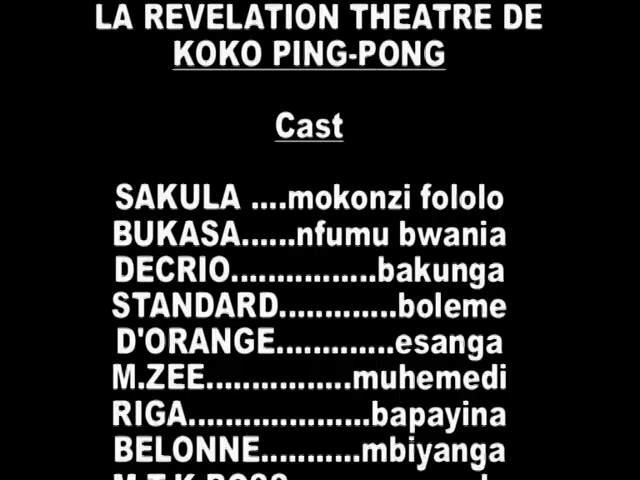 LA REVELATION THEATRE DE
KOKO PING-PONG
Cast
SAKULA ....mokonzi fololo
BUKASA......nfumu bwania
DECRIO................bakunga
STANDARD.............boleme
D'ORANGE.............esanga
M.ZEE.................muhemedi
RIGA.....................bapayina
BELONNE...........mbiyanga